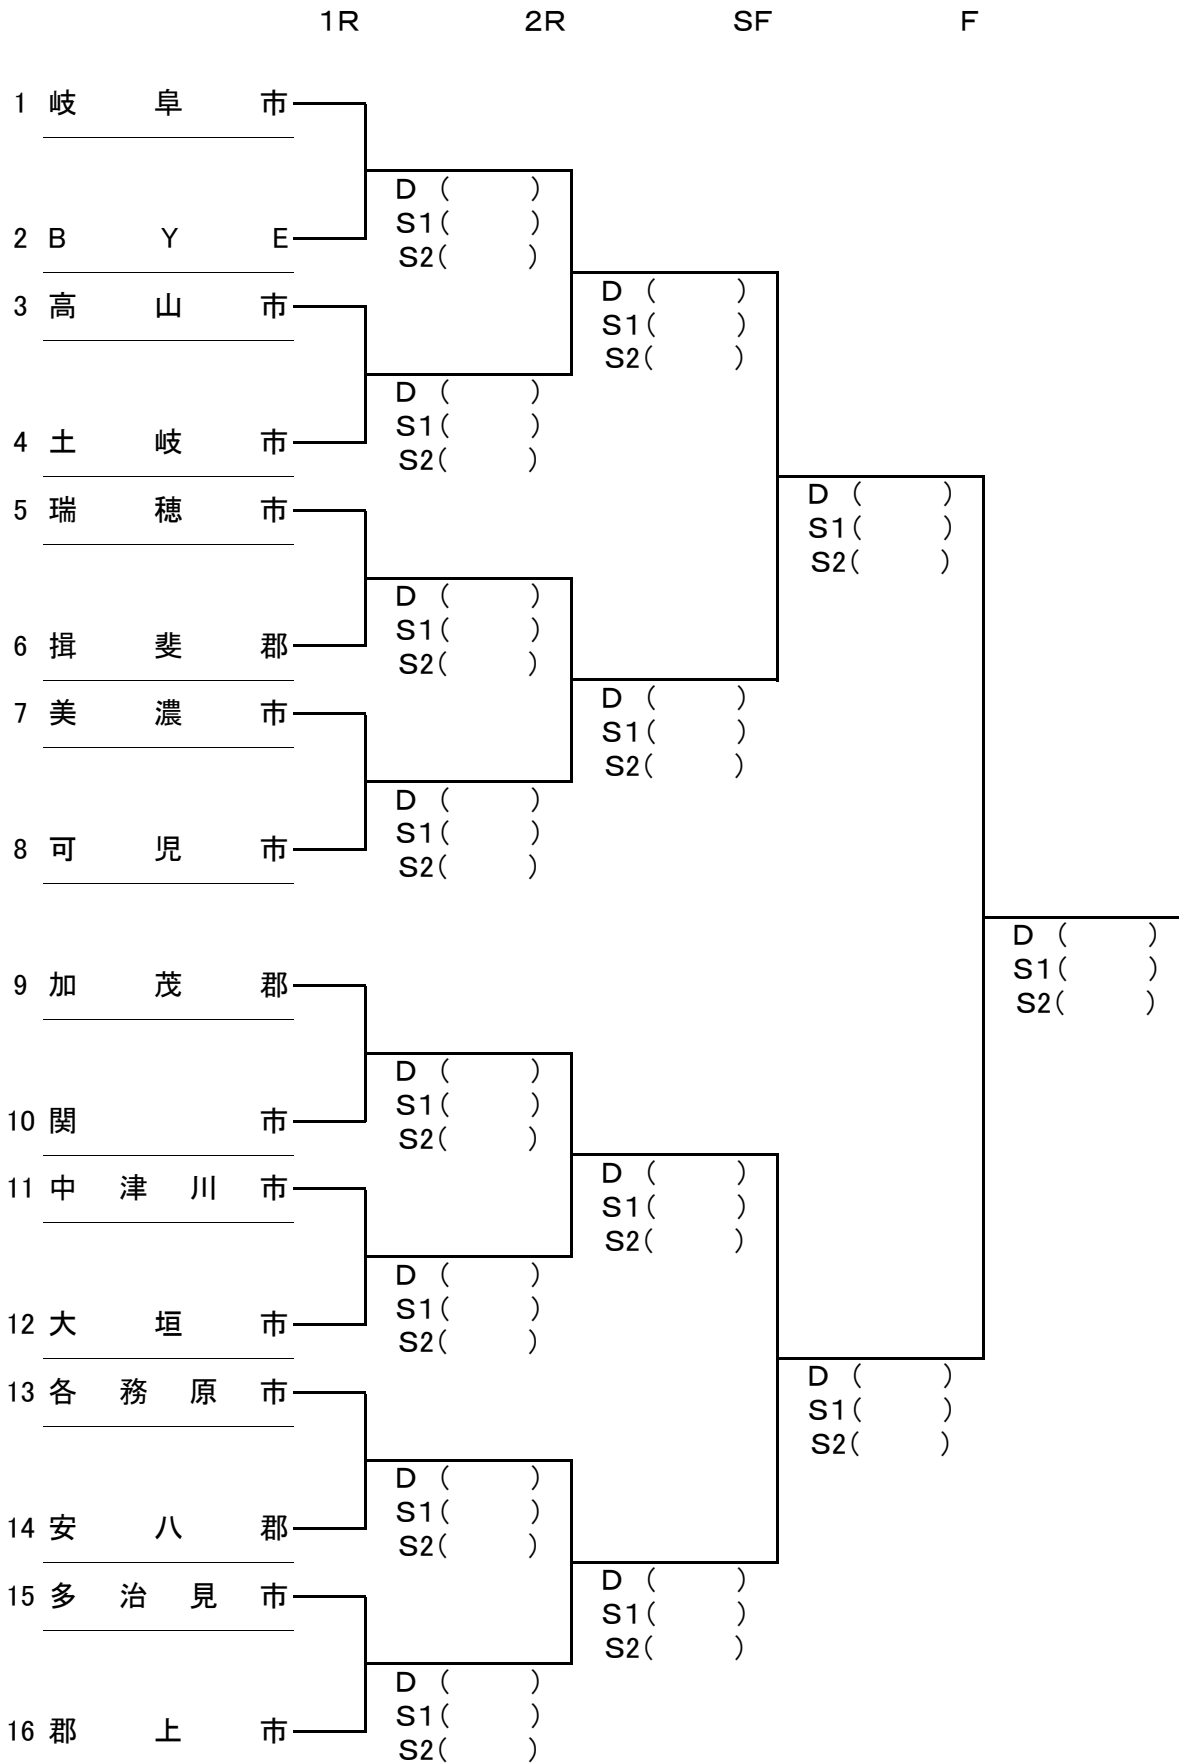 1R 2R SF F
1 岐 阜 市
D ( )
S1( )
2 B Y E
S2( )
3 高 山 市
D ( )
S1( )
S2( )
D ( )
S1( )
4 土 岐 市
S2( )
5 瑞 穂 市
D ( )
S1( )
S2( )
D ( )
S1( )
6 揖 斐 郡
S2( )
7 美 濃 市
D ( )
S1( )
S2( )
D ( )
S1( )
8 可 児 市
S2( )
D ( )
S1( )
9 加 茂 郡
S2( )
D ( )
S1( )
10 関 市
S2( )
11 中 津 川 市
D ( )
S1( )
S2( )
D ( )
S1( )
12 大 垣 市
S2( )
13 各 務 原 市
D ( )
S1( )
S2( )
D ( )
S1( )
14 安 八 郡
S2( )
15 多 治 見 市
D ( )
S1( )
S2( )
D ( )
S1( )
16 郡 上 市
S2( )